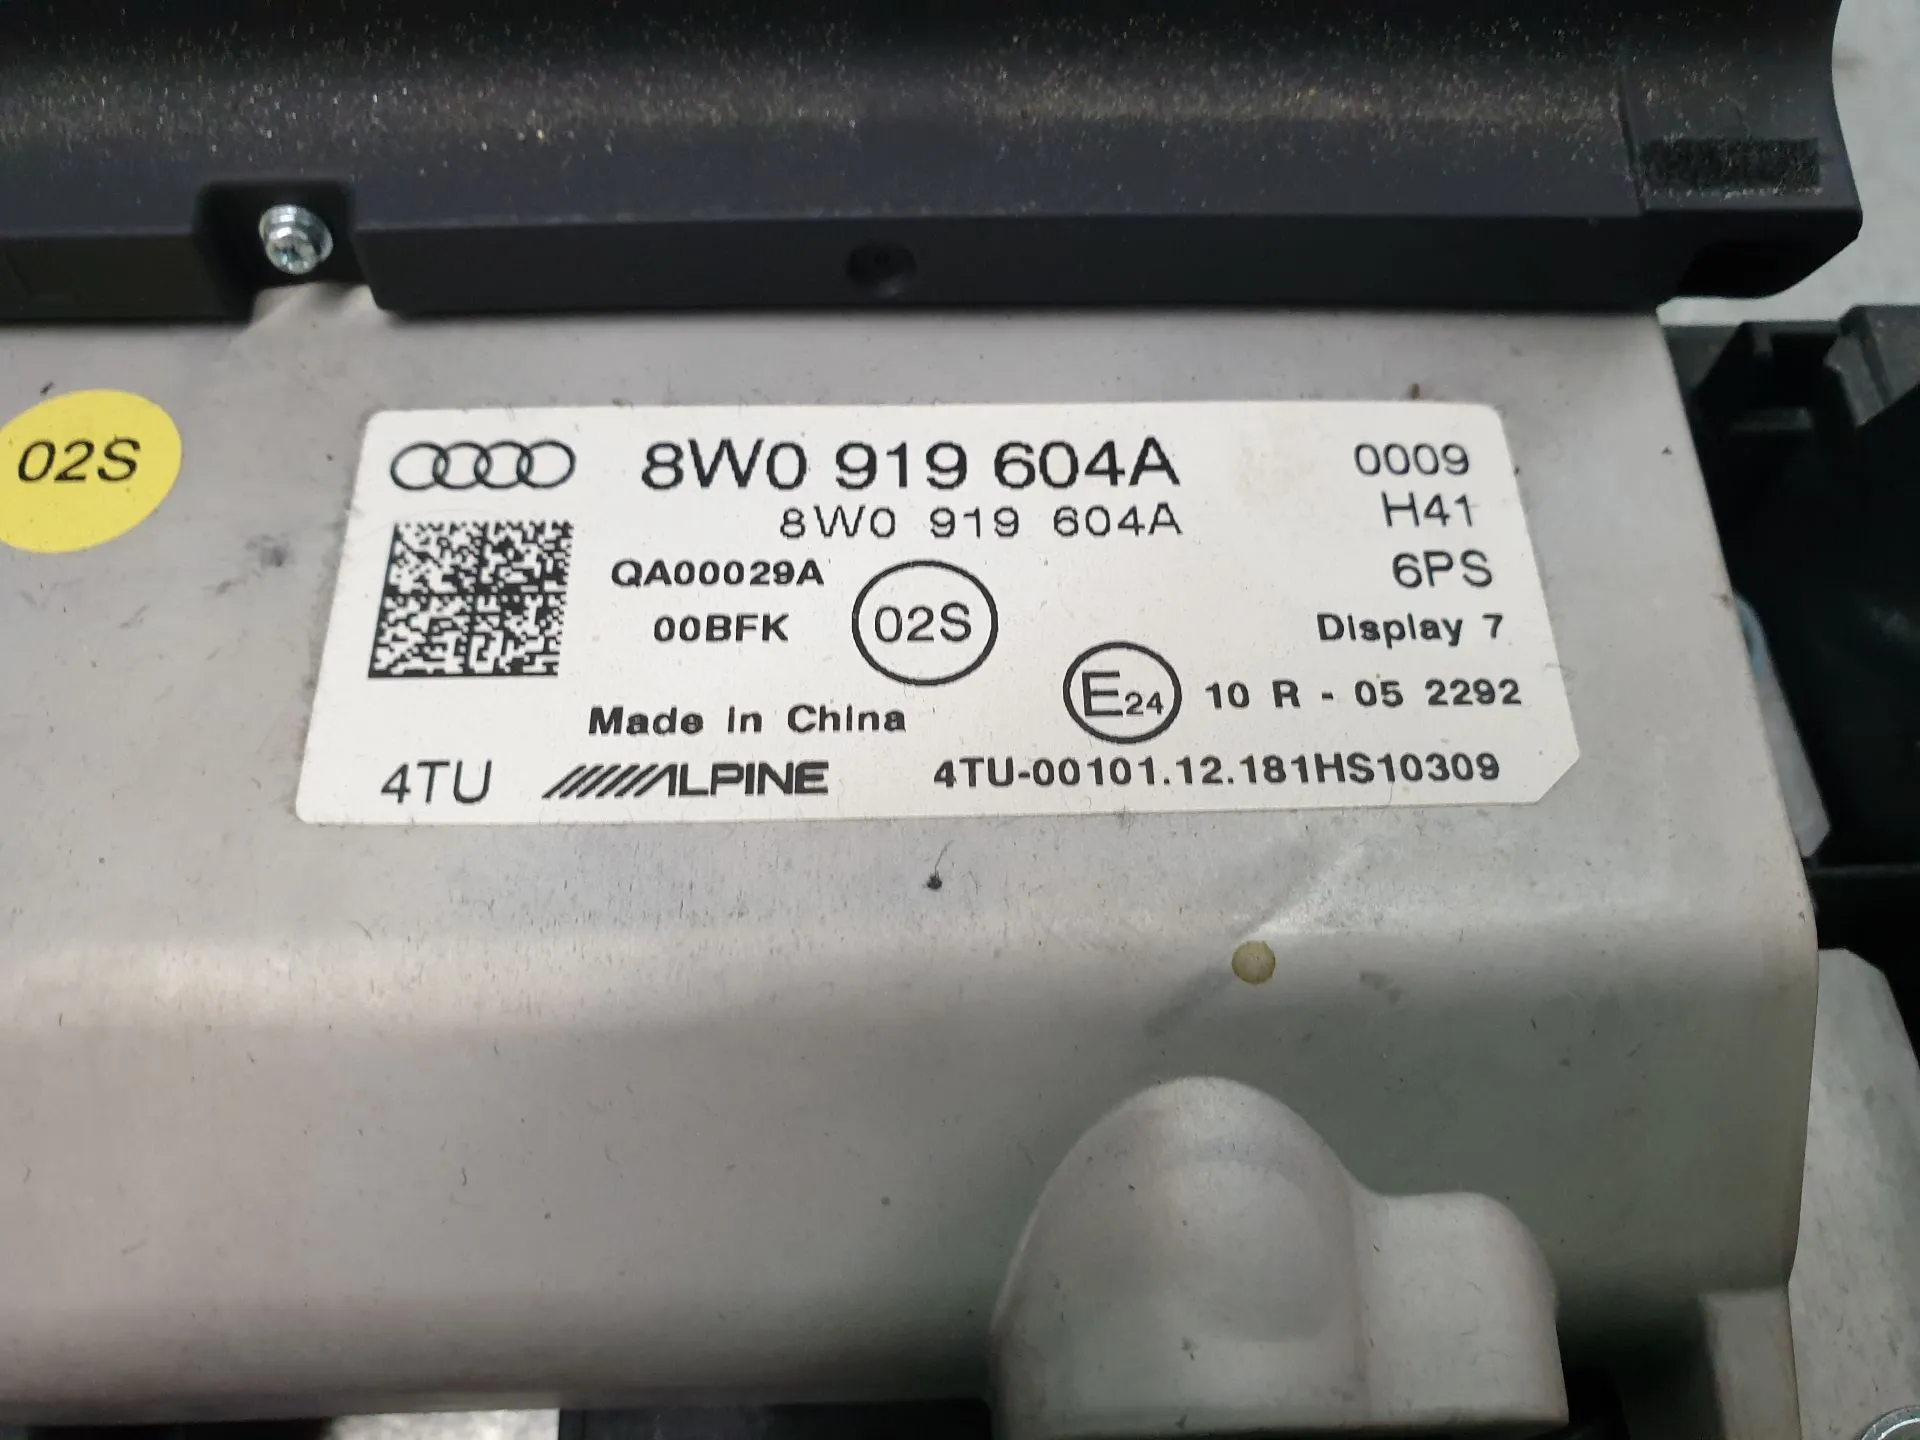 02S
8W0 919 604A 0009
8W0 919 604A H41
QA00029A 6PS
00BFK 02S Display 7
E24 10 R - 05 2292
Made in China
4TU ALPINE 4TU-00101.12.181HS10309